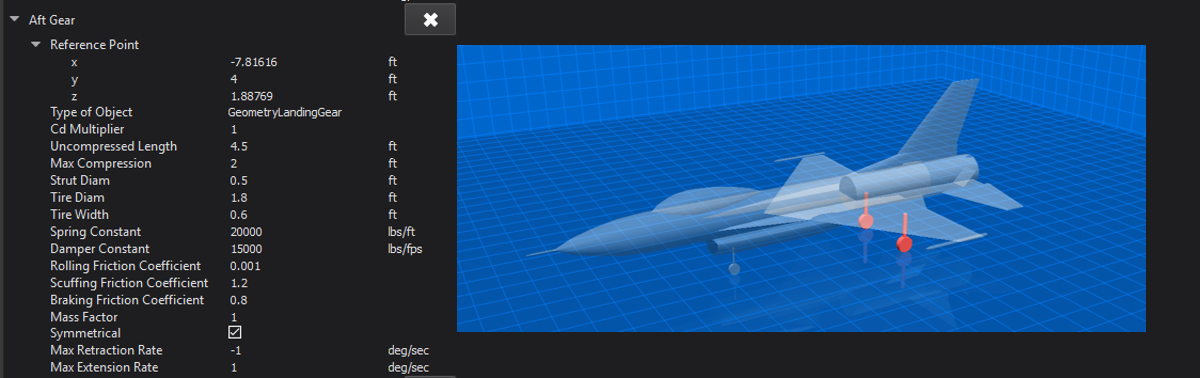 Aft Gear
Reference Point
x -7.81616 ft
y 4 ft
z 1.88769 ft
Type of Object GeometryLandingGear
Cd Multiplier 1
Uncompressed Length 4.5 ft
Max Compression 2 ft
Strut Diam 0.5 ft
Tire Diam 1.8 ft
Tire Width 0.6 ft
Spring Constant 20000 lbs/ft
Damper Constant 15000 lbs/fps
Rolling Friction Coefficient 0.001
Scuffing Friction Coefficient 1.2
Braking Friction Coefficient 0.8
Mass Factor 1
Symmetrical
Max Retraction Rate -1 deg/sec
Max Extension Rate 1 deg/sec